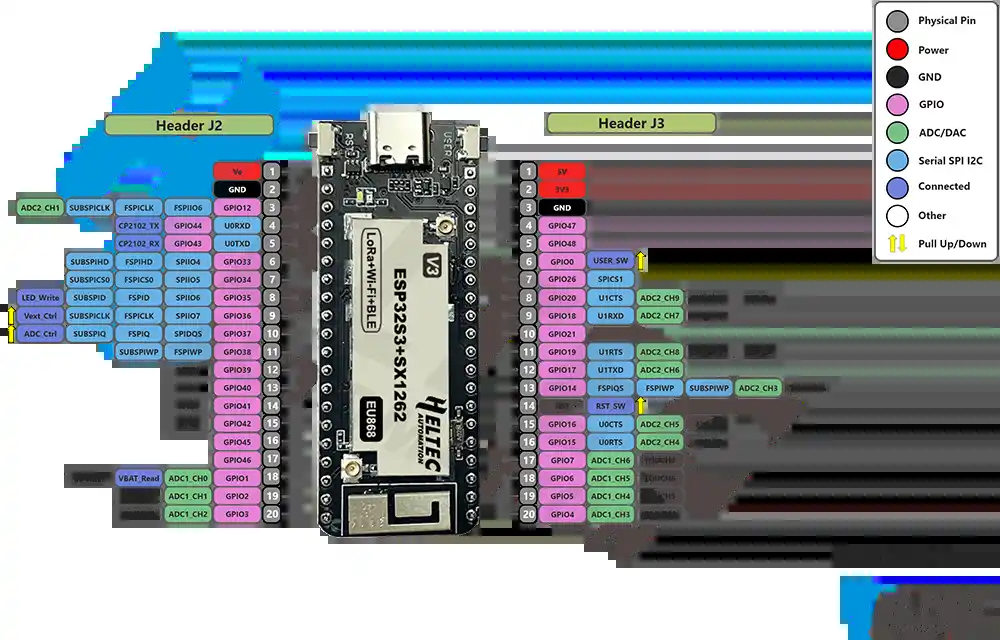 Physical Pin
Power
GND
GPIO
ADC/DAC
Serial SPI I2C
Connected
Other
Pull Up/Down
Header J2
Ve 1
GND 2
ADC2_CH1 SUBSPICLK FSPICLK FSPIIO6 GPIO12 3
CP2102_TX GPIO44 U0RXD 4
CP2102_RX GPIO43 U0TXD 5
SUBSPIHD FSPIHD SPIIO4 GPIO33 6
SUBSPICS0 FSPICS0 SPIIO5 GPIO34 7
LED_Write SUBSPID FSPID SPIIO6 GPIO35 8
Vext_Ctrl SUBSPICLK FSPICLK SPIIO7 GPIO36 9
ADC_Ctrl SUBSPIQ FSPIQ SPIDQS GPIO37 10
SUBSPIWP FSPIWP GPIO38 11
GPIO39 12
GPIO40 13
GPIO41 14
GPIO42 15
GPIO45 16
GPIO46 17
VBAT_Read ADC1_CH0 GPIO1 18
ADC1_CH1 GPIO2 19
ADC1_CH2 GPIO3 20
RST
USER
V3
LoRa+Wi-Fi+BLE
ESP32S3+SX1262
EU868
HELTEC
AUTOMATION
Header J3
1 5V
2 3V3
3 GND
4 GPIO47
5 GPIO48
6 GPIO0 USER_SW
7 GPIO26 SPICS1
8 GPIO20 U1CTS ADC2_CH9
9 GPIO18 U1RXD ADC2_CH7
10 GPIO21
11 GPIO19 U1RTS ADC2_CH8
12 GPIO17 U1TXD ADC2_CH6
13 GPIO14 FSPIQS FSPIWP SUBSPIWP ADC2_CH3
14 RST_SW
15 GPIO16 U0CTS ADC2_CH5
16 GPIO15 U0RTS ADC2_CH4
17 GPIO7 ADC1_CH6
18 GPIO6 ADC1_CH5
19 GPIO5 ADC1_CH4
20 GPIO4 ADC1_CH3